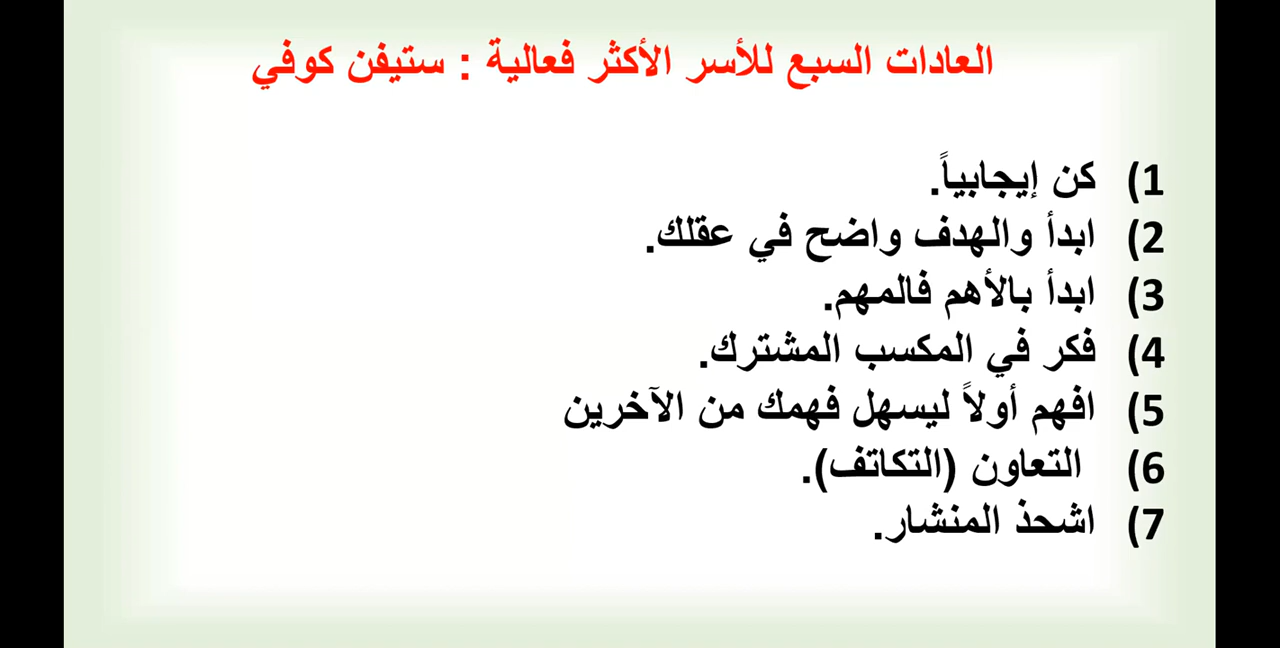 العادات السبع للأسر الأكثر فعالية : ستيفن كوفي
1) كن إيجابياً.
2) ابدأ والهدف واضح في عقلك.
3) ابدأ بالأهم فالمهم.
4) فكر في المكسب المشترك.
5) افهم أولاً ليسهل فهمك من الآخرين
6) التعاون (التكاتف).
7) اشحذ المنشار.